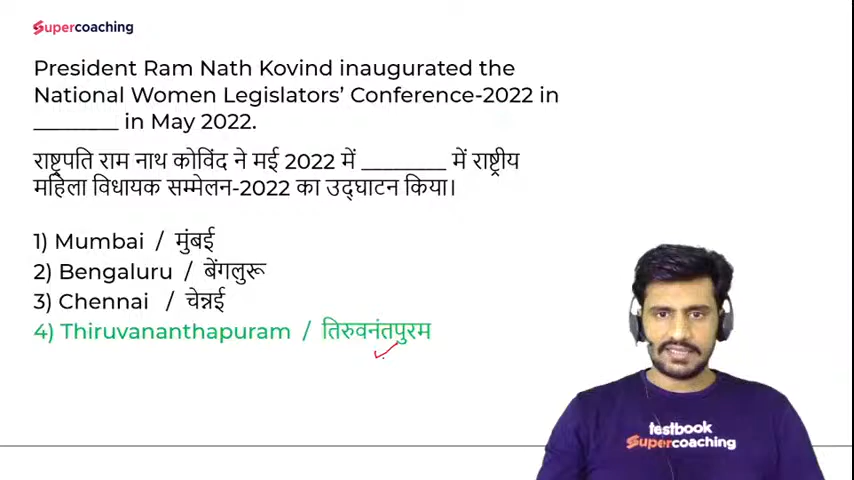 Supercoaching
President Ram Nath Kovind inaugurated the
National Women Legislators' Conference-2022 in
________ in May 2022.
राष्ट्रपति राम नाथ कोविंद ने मई 2022 में ________ में राष्ट्रीय
महिला विधायक सम्मेलन-2022 का उद्घाटन किया।
1) Mumbai / मुंबई
2) Bengaluru / बेंगलुरू
3) Chennai / चेन्नई
4) Thiruvananthapuram / तिरुवनंतपुरम
testbook
Supercoaching